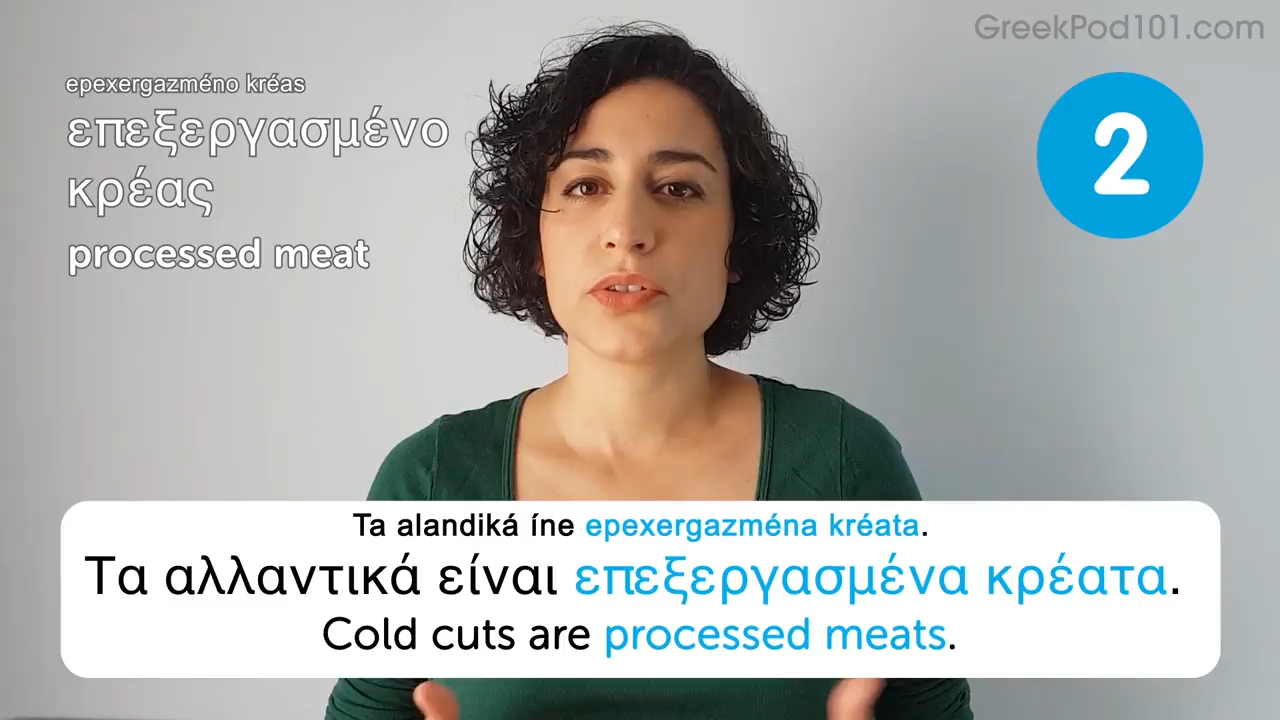 GreekPod101.com
epexergazméno kréas
επεξεργασμένο
κρέας
processed meat
2
Ta alandiká íne epexergazména kréata.
Τα αλλαντικά είναι επεξεργασμένα κρέατα.
Cold cuts are processed meats.